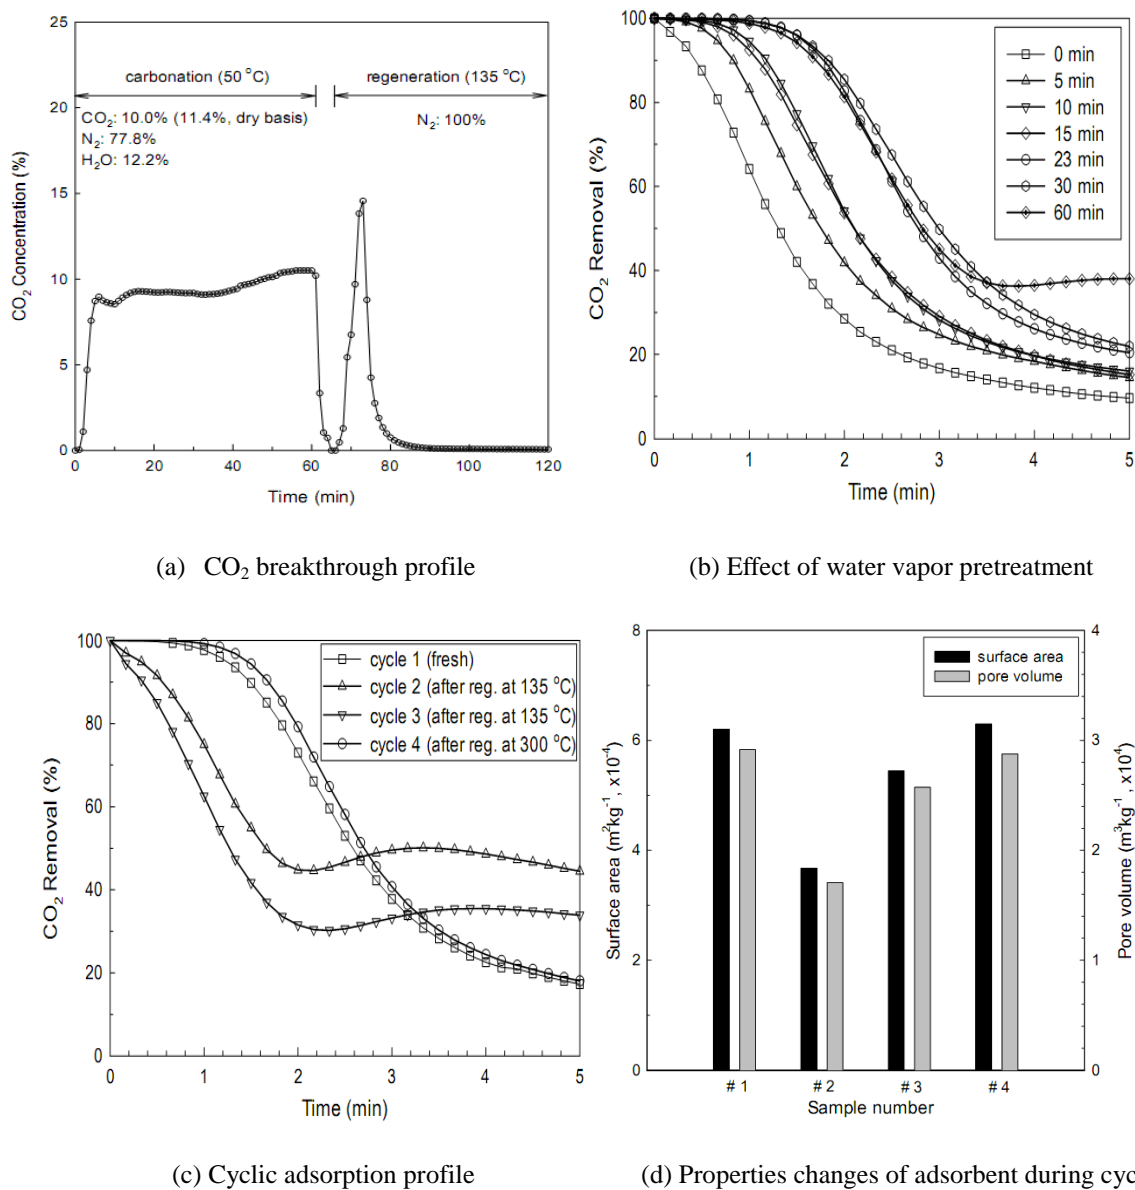 25
20
15
10
5
0
CO2 Concentration (%)
carbonation (50 °C)
regeneration (135 °C)
CO2: 10.0% (11.4%, dry basis)
N2: 77.8%
H2O: 12.2%
N2: 100%
0 20 40 60 80 100 120
Time (min)
(a) CO2 breakthrough profile
100
80
60
40
20
0
CO2 Removal (%)
0 min
5 min
10 min
15 min
23 min
30 min
60 min
0 1 2 3 4 5
Time (min)
(b) Effect of water vapor pretreatment
100
80
60
40
20
0
CO2 Removal (%)
cycle 1 (fresh)
cycle 2 (after reg. at 135 °C)
cycle 3 (after reg. at 135 °C)
cycle 4 (after reg. at 300 °C)
0 1 2 3 4 5
Time (min)
(c) Cyclic adsorption profile
8
6
4
2
0
Surface area (m2kg-1, x10-4)
surface area
pore volume
4
3
2
1
0
Pore volume (m3kg-1, x104)
# 1 # 2 # 3 # 4
Sample number
(d) Properties changes of adsorbent during cyc